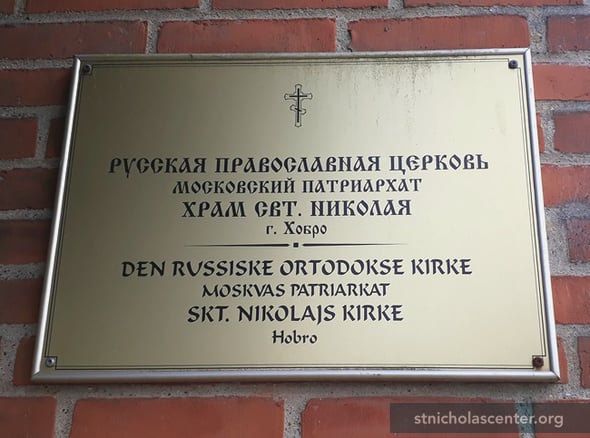 РУССКАЯ ПРАВОСЛАВНАЯ ЦЕРКОВЬ
МОСКОВСКИЙ ПАТРИАРХАТ
ХРАМ СВТ. НИКОЛАЯ
г. Хобро
DEN RUSSISKE ORTODOKSE KIRKE
MOSKVAS PATRIARKAT
SKT. NIKOLAJS KIRKE
Hobro
stnicholascenter.org